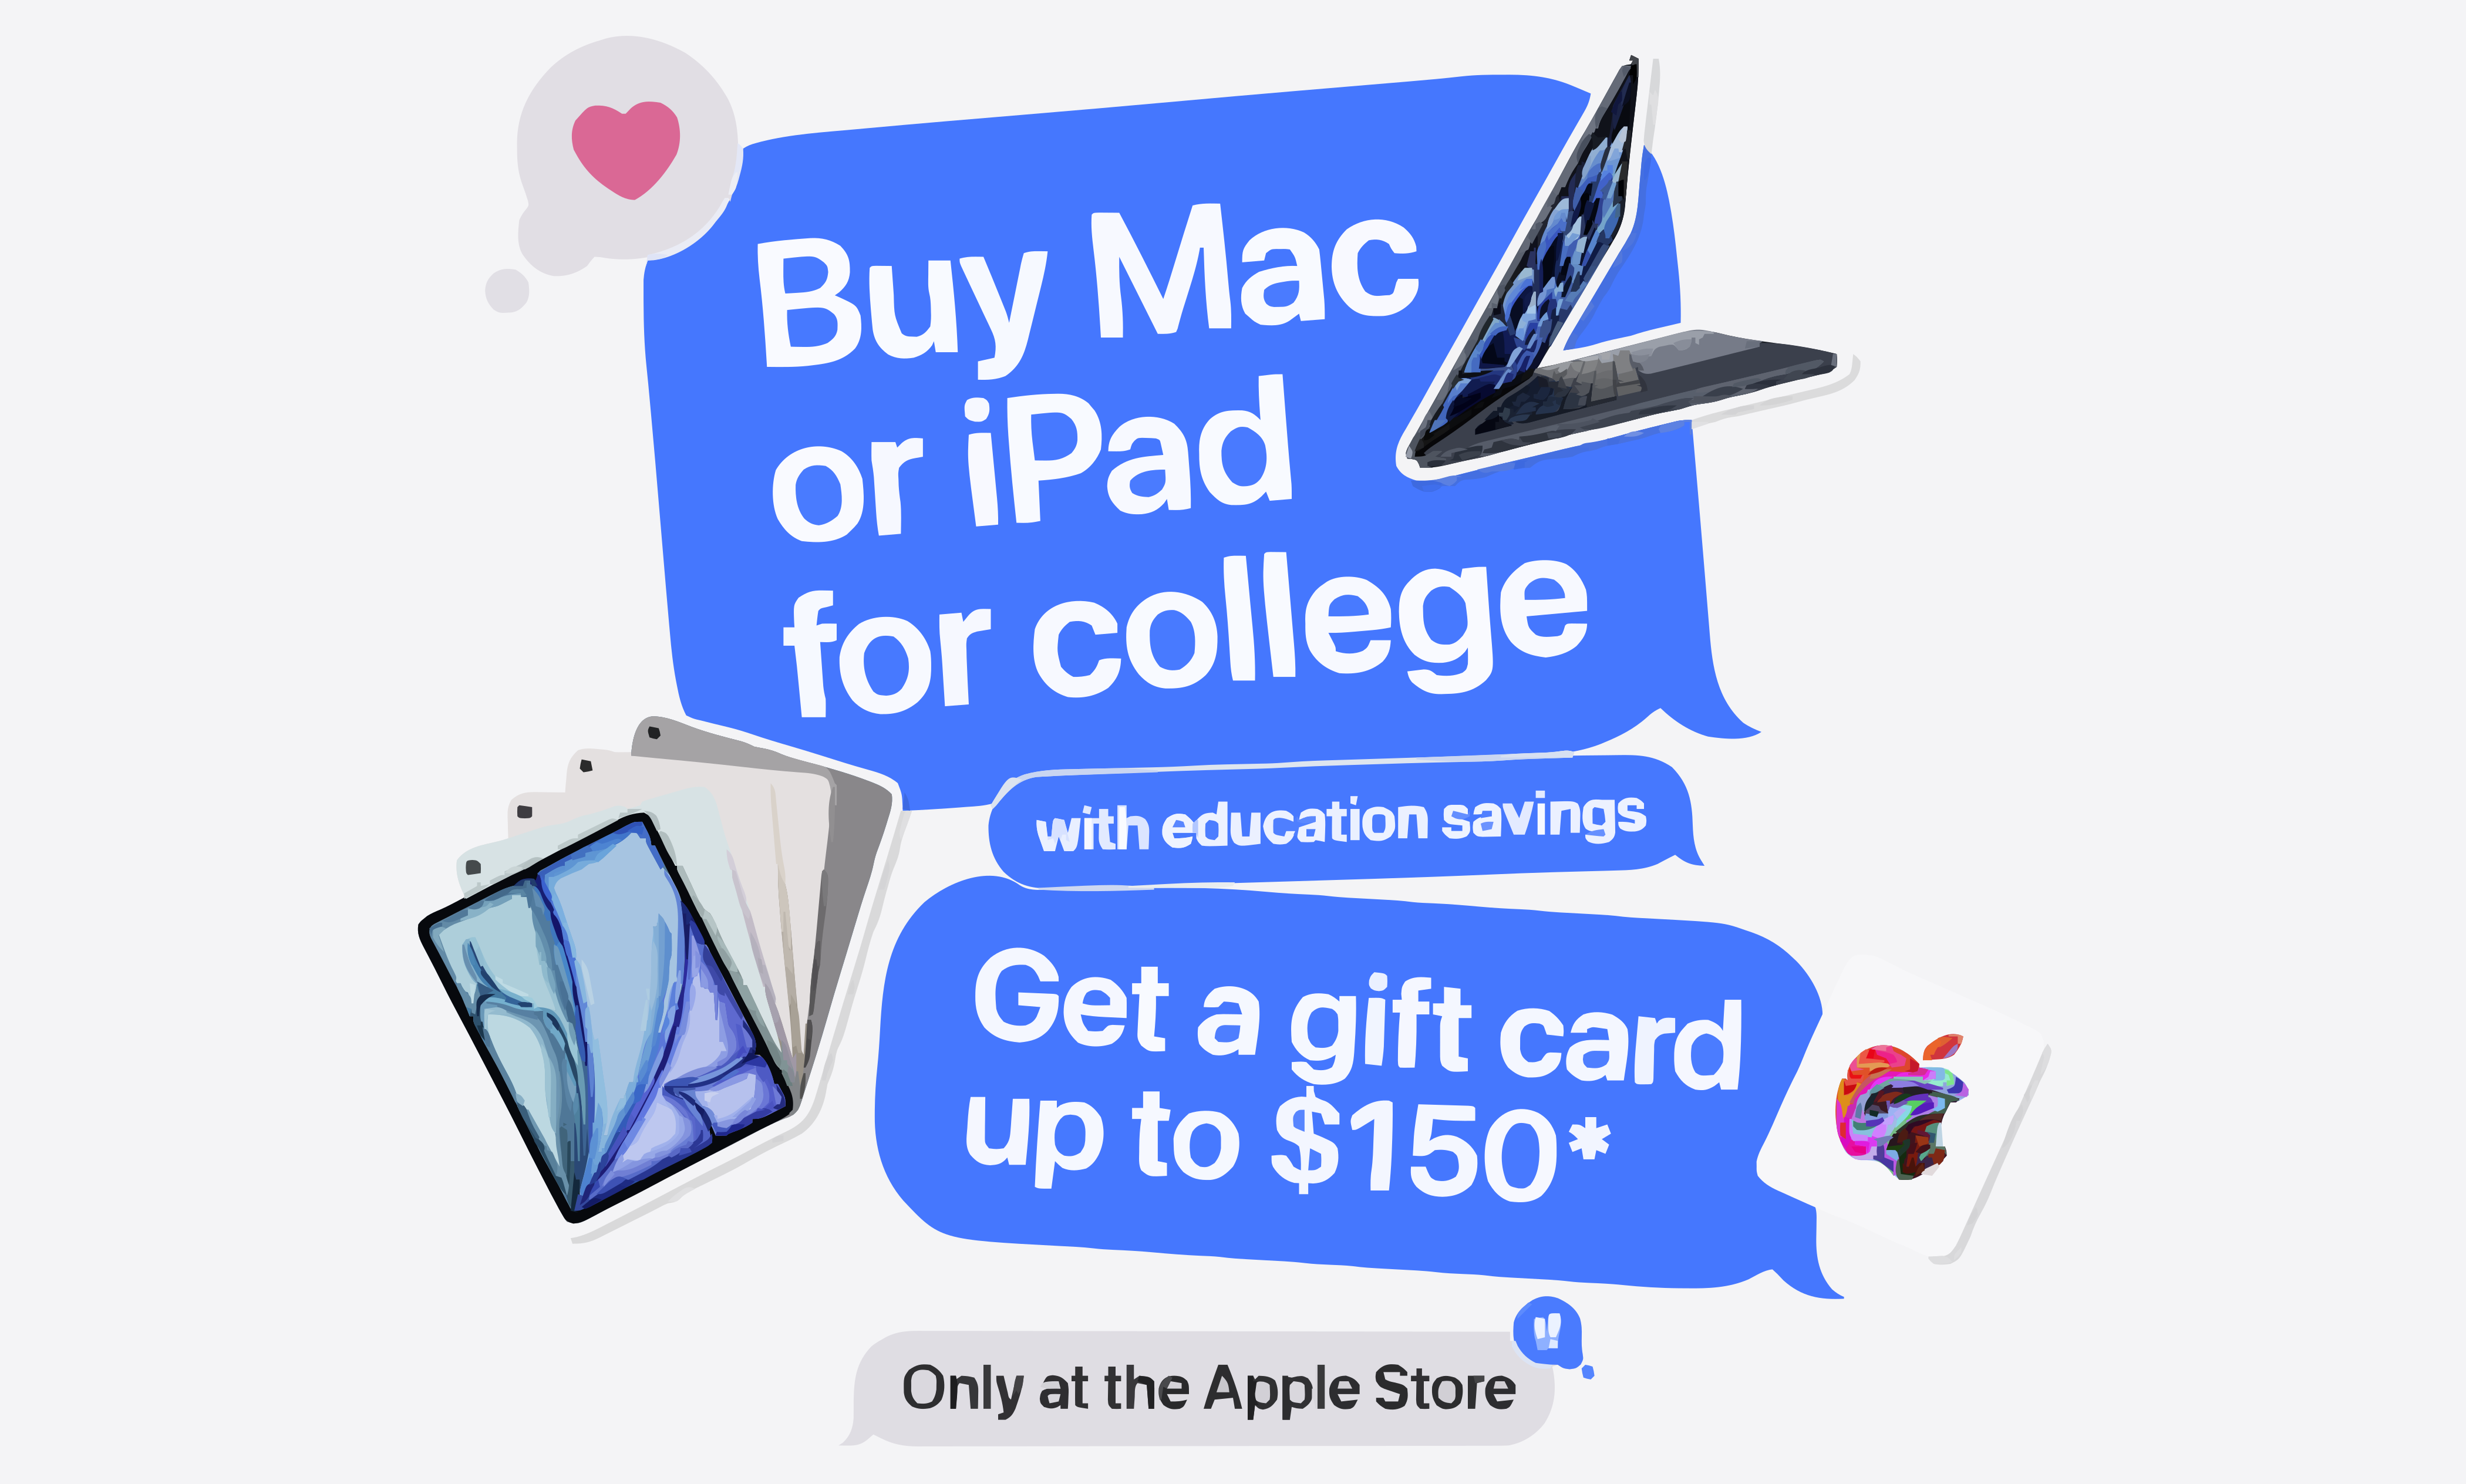 Buy Mac
or iPad
for college
with education savings
Get a gift card
up to $150*
Only at the Apple Store
!!